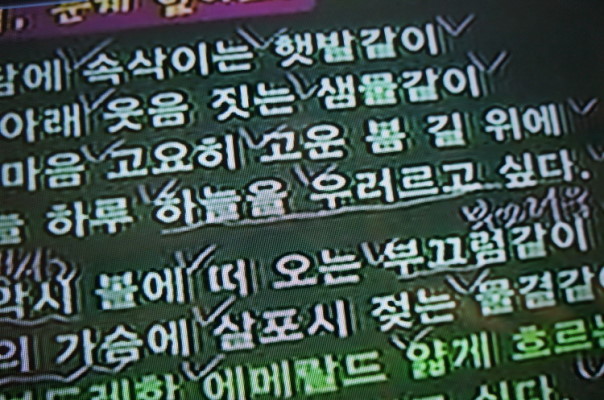 담에 속삭이는 햇발같이
아래 웃음 짓는 샘물같이
마음 고요히 고운 봄 길 위에
하루 하늘을 우러르고 싶다.
볼에 떠 오는 부끄럼같이
의 가슴에 살포시 젖는 물결같이
에메랄드 얇게 흐르는
싶다.